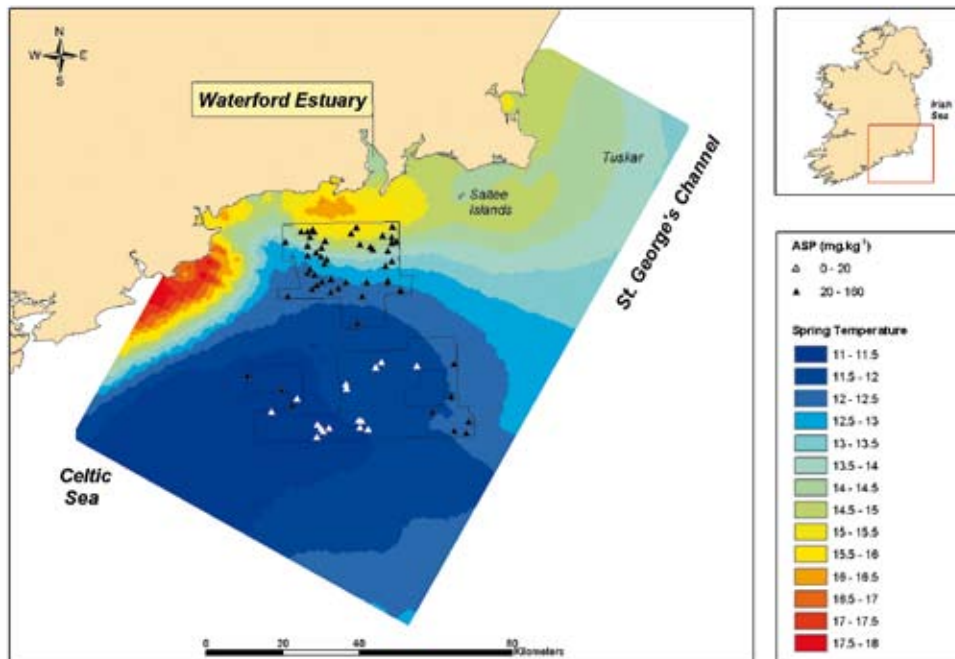 N
W E
S
Waterford Estuary
Tuskar
Saltee
Islands
St. George's Channel
Celtic
Sea
0 20 40 80
Kilometers
Irish
Sea
ASP (mg.kg-1)
0 - 20
20 - 160
Spring Temperature
11 - 11.5
11.5 - 12
12 - 12.5
12.5 - 13
13 - 13.5
13.5 - 14
14 - 14.5
14.5 - 15
15 - 15.5
15.5 - 16
16 - 16.5
16.5 - 17
17 - 17.5
17.5 - 18